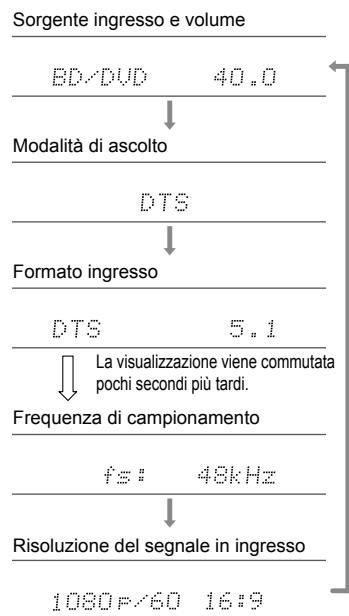 Sorgente ingresso e volume
BD/DVD 40.0
Modalità di ascolto
DTS
Formato ingresso
DTS 5.1
La visualizzazione viene commutata
pochi secondi più tardi.
Frequenza di campionamento
fs: 48kHz
Risoluzione del segnale in ingresso
1080p/60 16:9